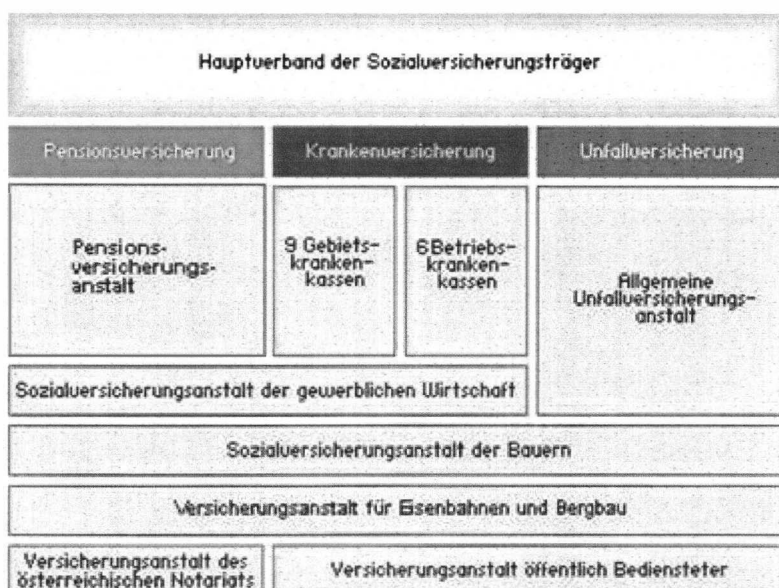 Hauptverband der Sozialversicherungsträger
Pensionsversicherung
Krankenversicherung
Unfallversicherung
Pensions-
versicherungs-
anstalt
9 Gebiets-
kranken-
kassen
6 Betriebs-
kranken-
kassen
Allgemeine
Unfallversicherungs-
anstalt
Sozialversicherungsanstalt der gewerblichen Wirtschaft
Sozialversicherungsanstalt der Bauern
Versicherungsanstalt für Eisenbahnen und Bergbau
Versicherungsanstalt des
österreichischen Notariats
Versicherungsanstalt öffentlich Bediensteter